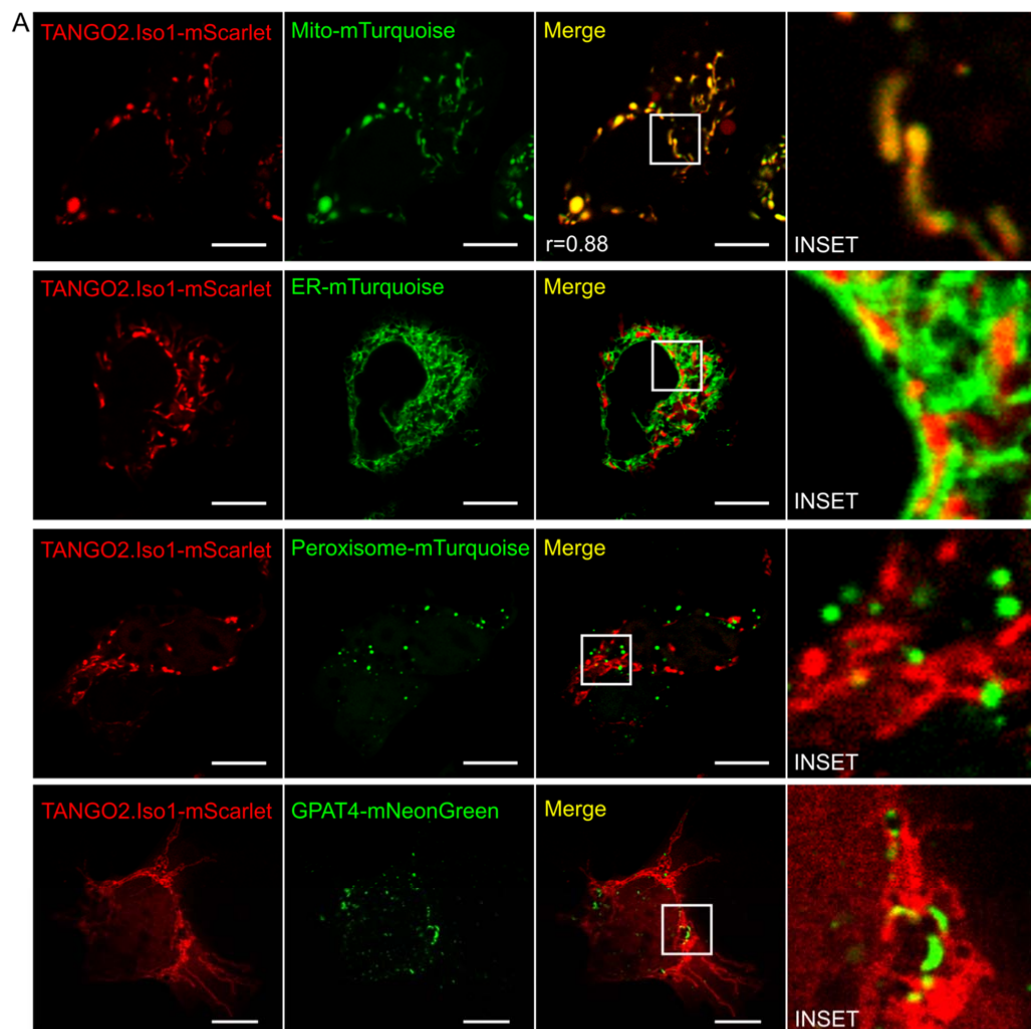 A
TANGO2.Iso1-mScarlet Mito-mTurquoise Merge
r=0.88 INSET
TANGO2.Iso1-mScarlet ER-mTurquoise Merge
INSET
TANGO2.Iso1-mScarlet Peroxisome-mTurquoise Merge
INSET
TANGO2.Iso1-mScarlet GPAT4-mNeonGreen Merge
INSET